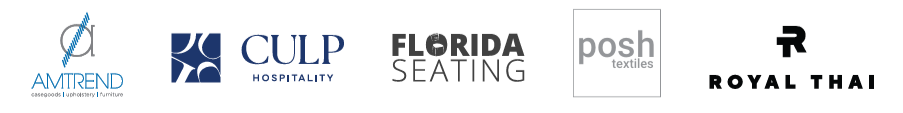 a
AMTREND
casegoods | upholstery | furniture
CULP
HOSPITALITY
FLORIDA
SEATING
posh
textiles
R
ROYAL THAI